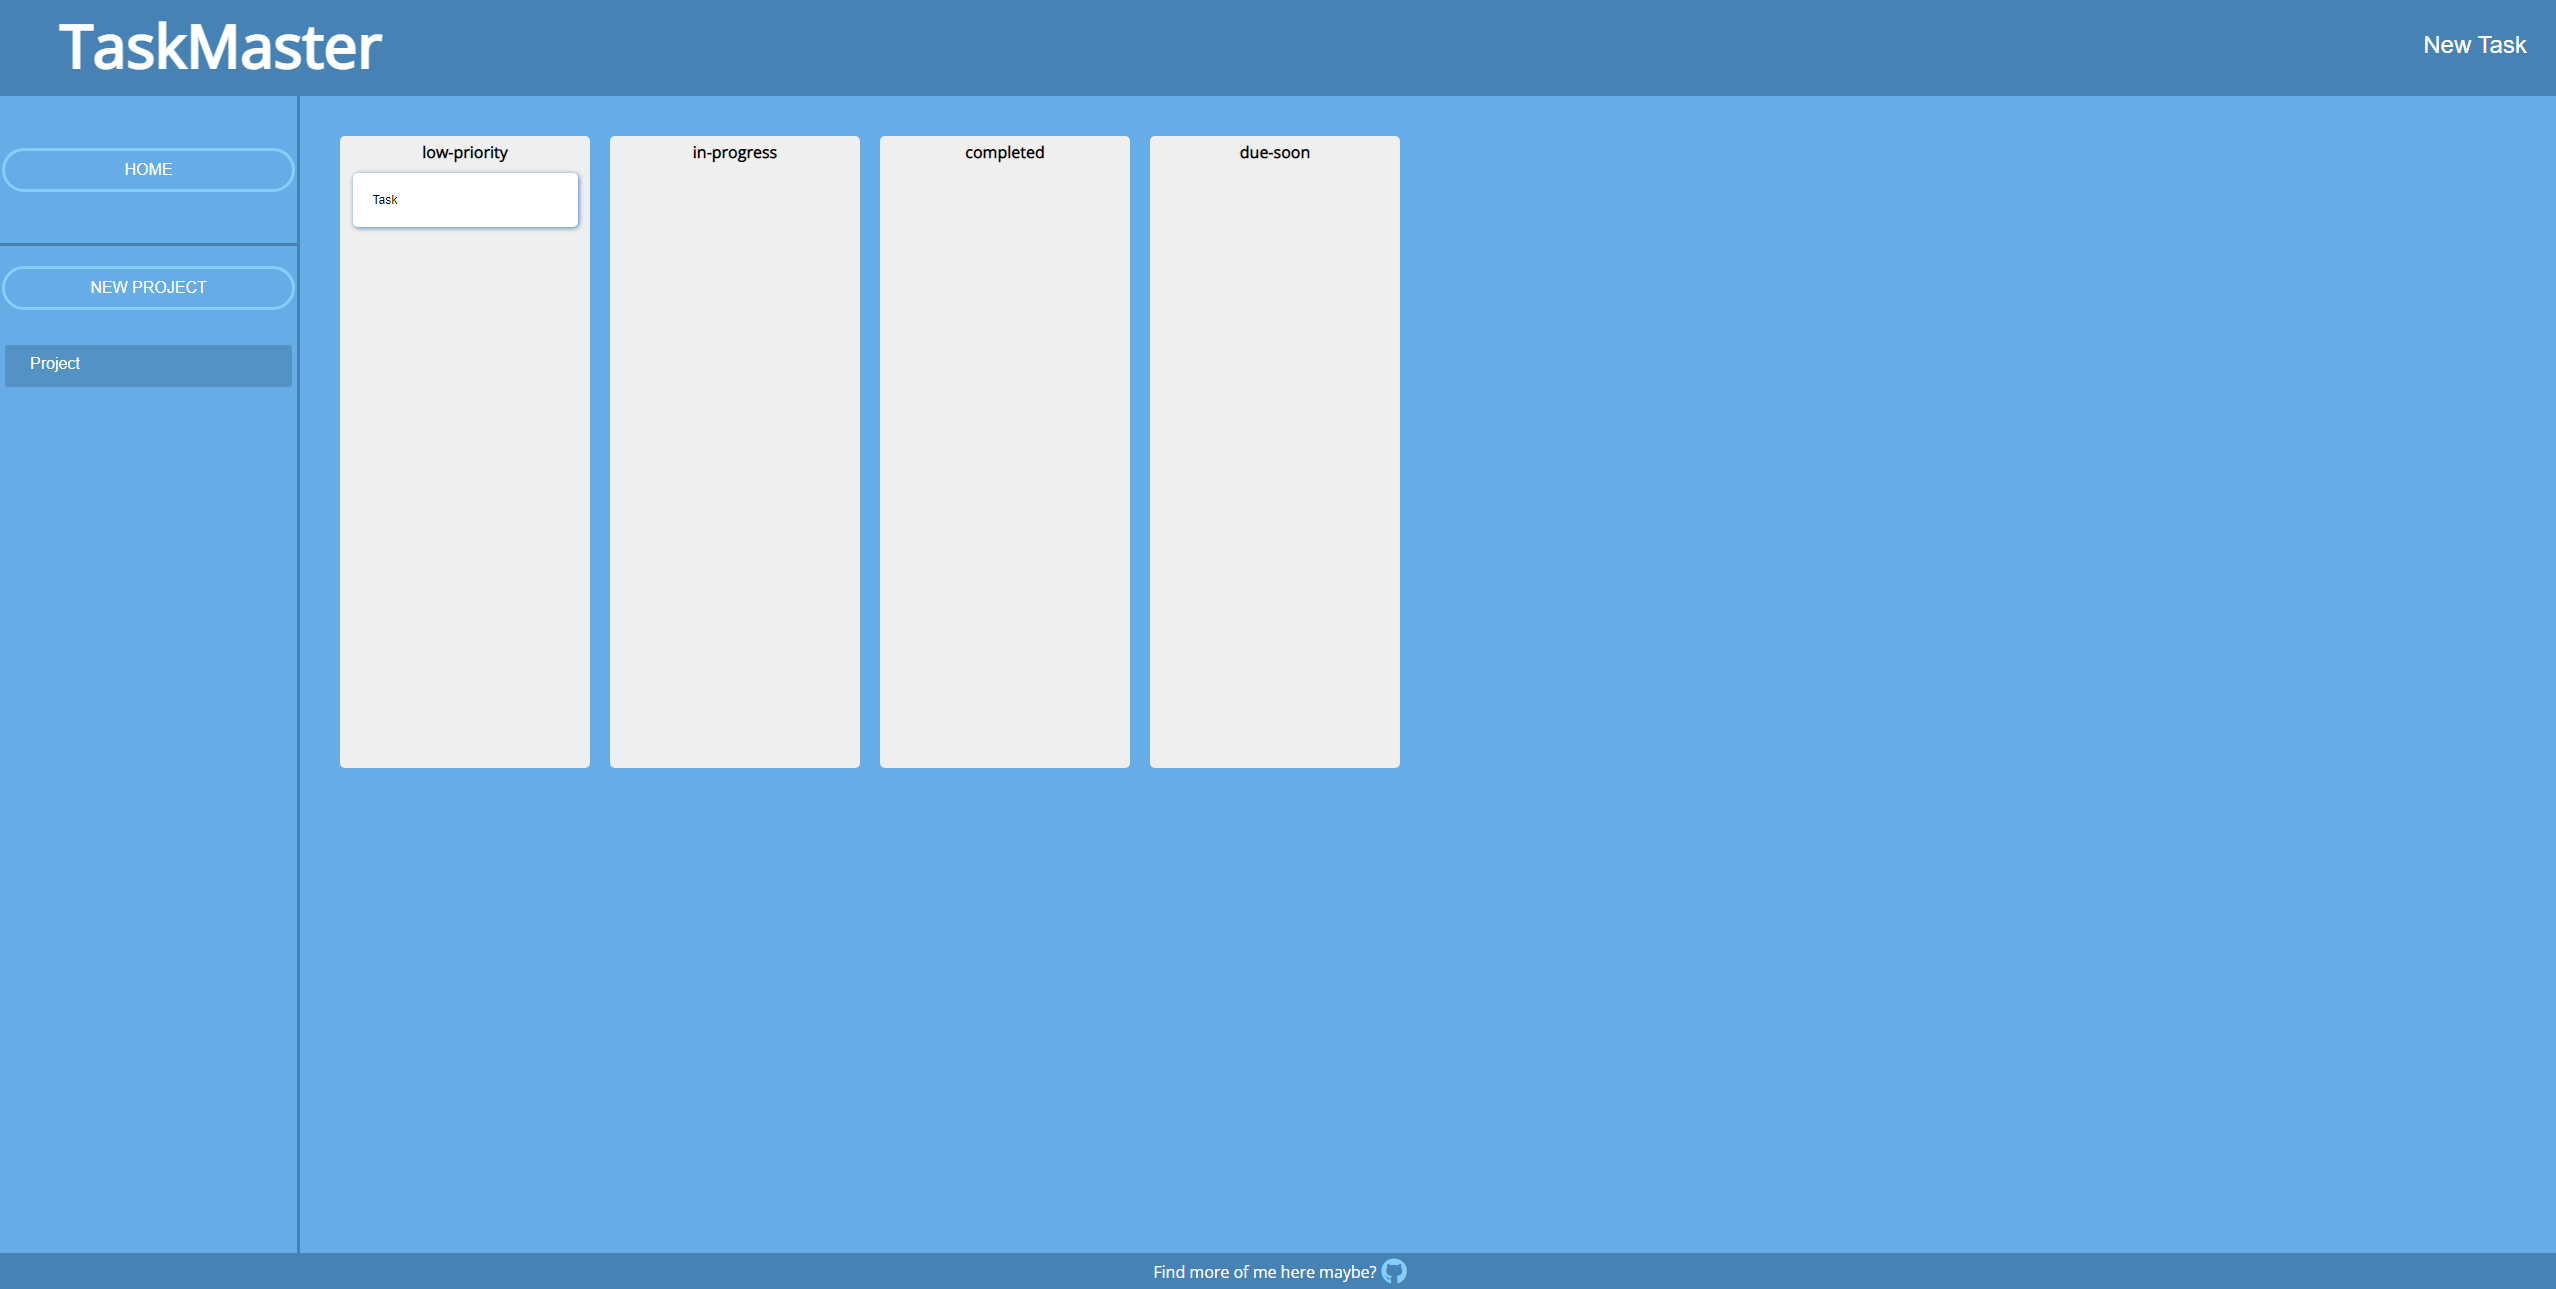 TaskMaster
New Task
HOME
NEW PROJECT
Project
low-priority
Task
in-progress
completed
due-soon
Find more of me here maybe?